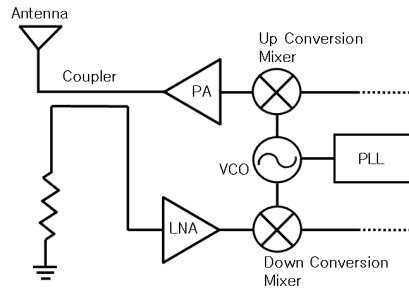 Antenna
Up Conversion
Mixer
Coupler
PA
VCO
PLL
LNA
Down Conversion
Mixer